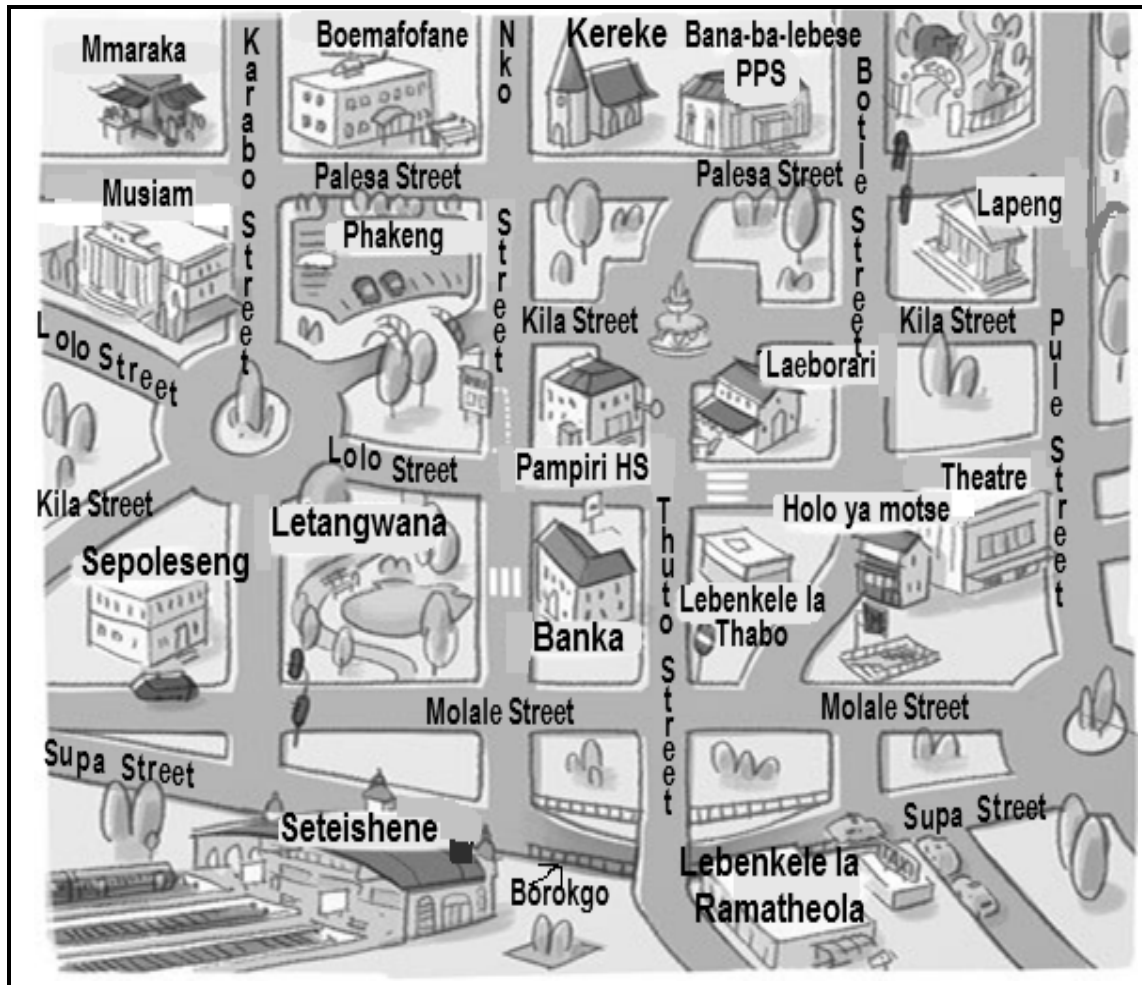 Mmaraka
Karabo Street
Boemafofane
Nko Street
Kereke
Bana-ba-lebese
PPS
Botle Street
Palesa Street
Palesa Street
Musiam
Phakeng
Lapeng
Kila Street
Kila Street
Pule Street
Lolo Street
Laeborari
Lolo Street
Pampiri HS
Theatre
Kila Street
Letangwana
Thuto Street
Holo ya motse
Sepoleseng
Banka
Lebenkele la
Thabo
Molale Street
Molale Street
Supa Street
Seteishene
Supa Street
Borokgo
Lebenkele la
Ramatheola
TAXI